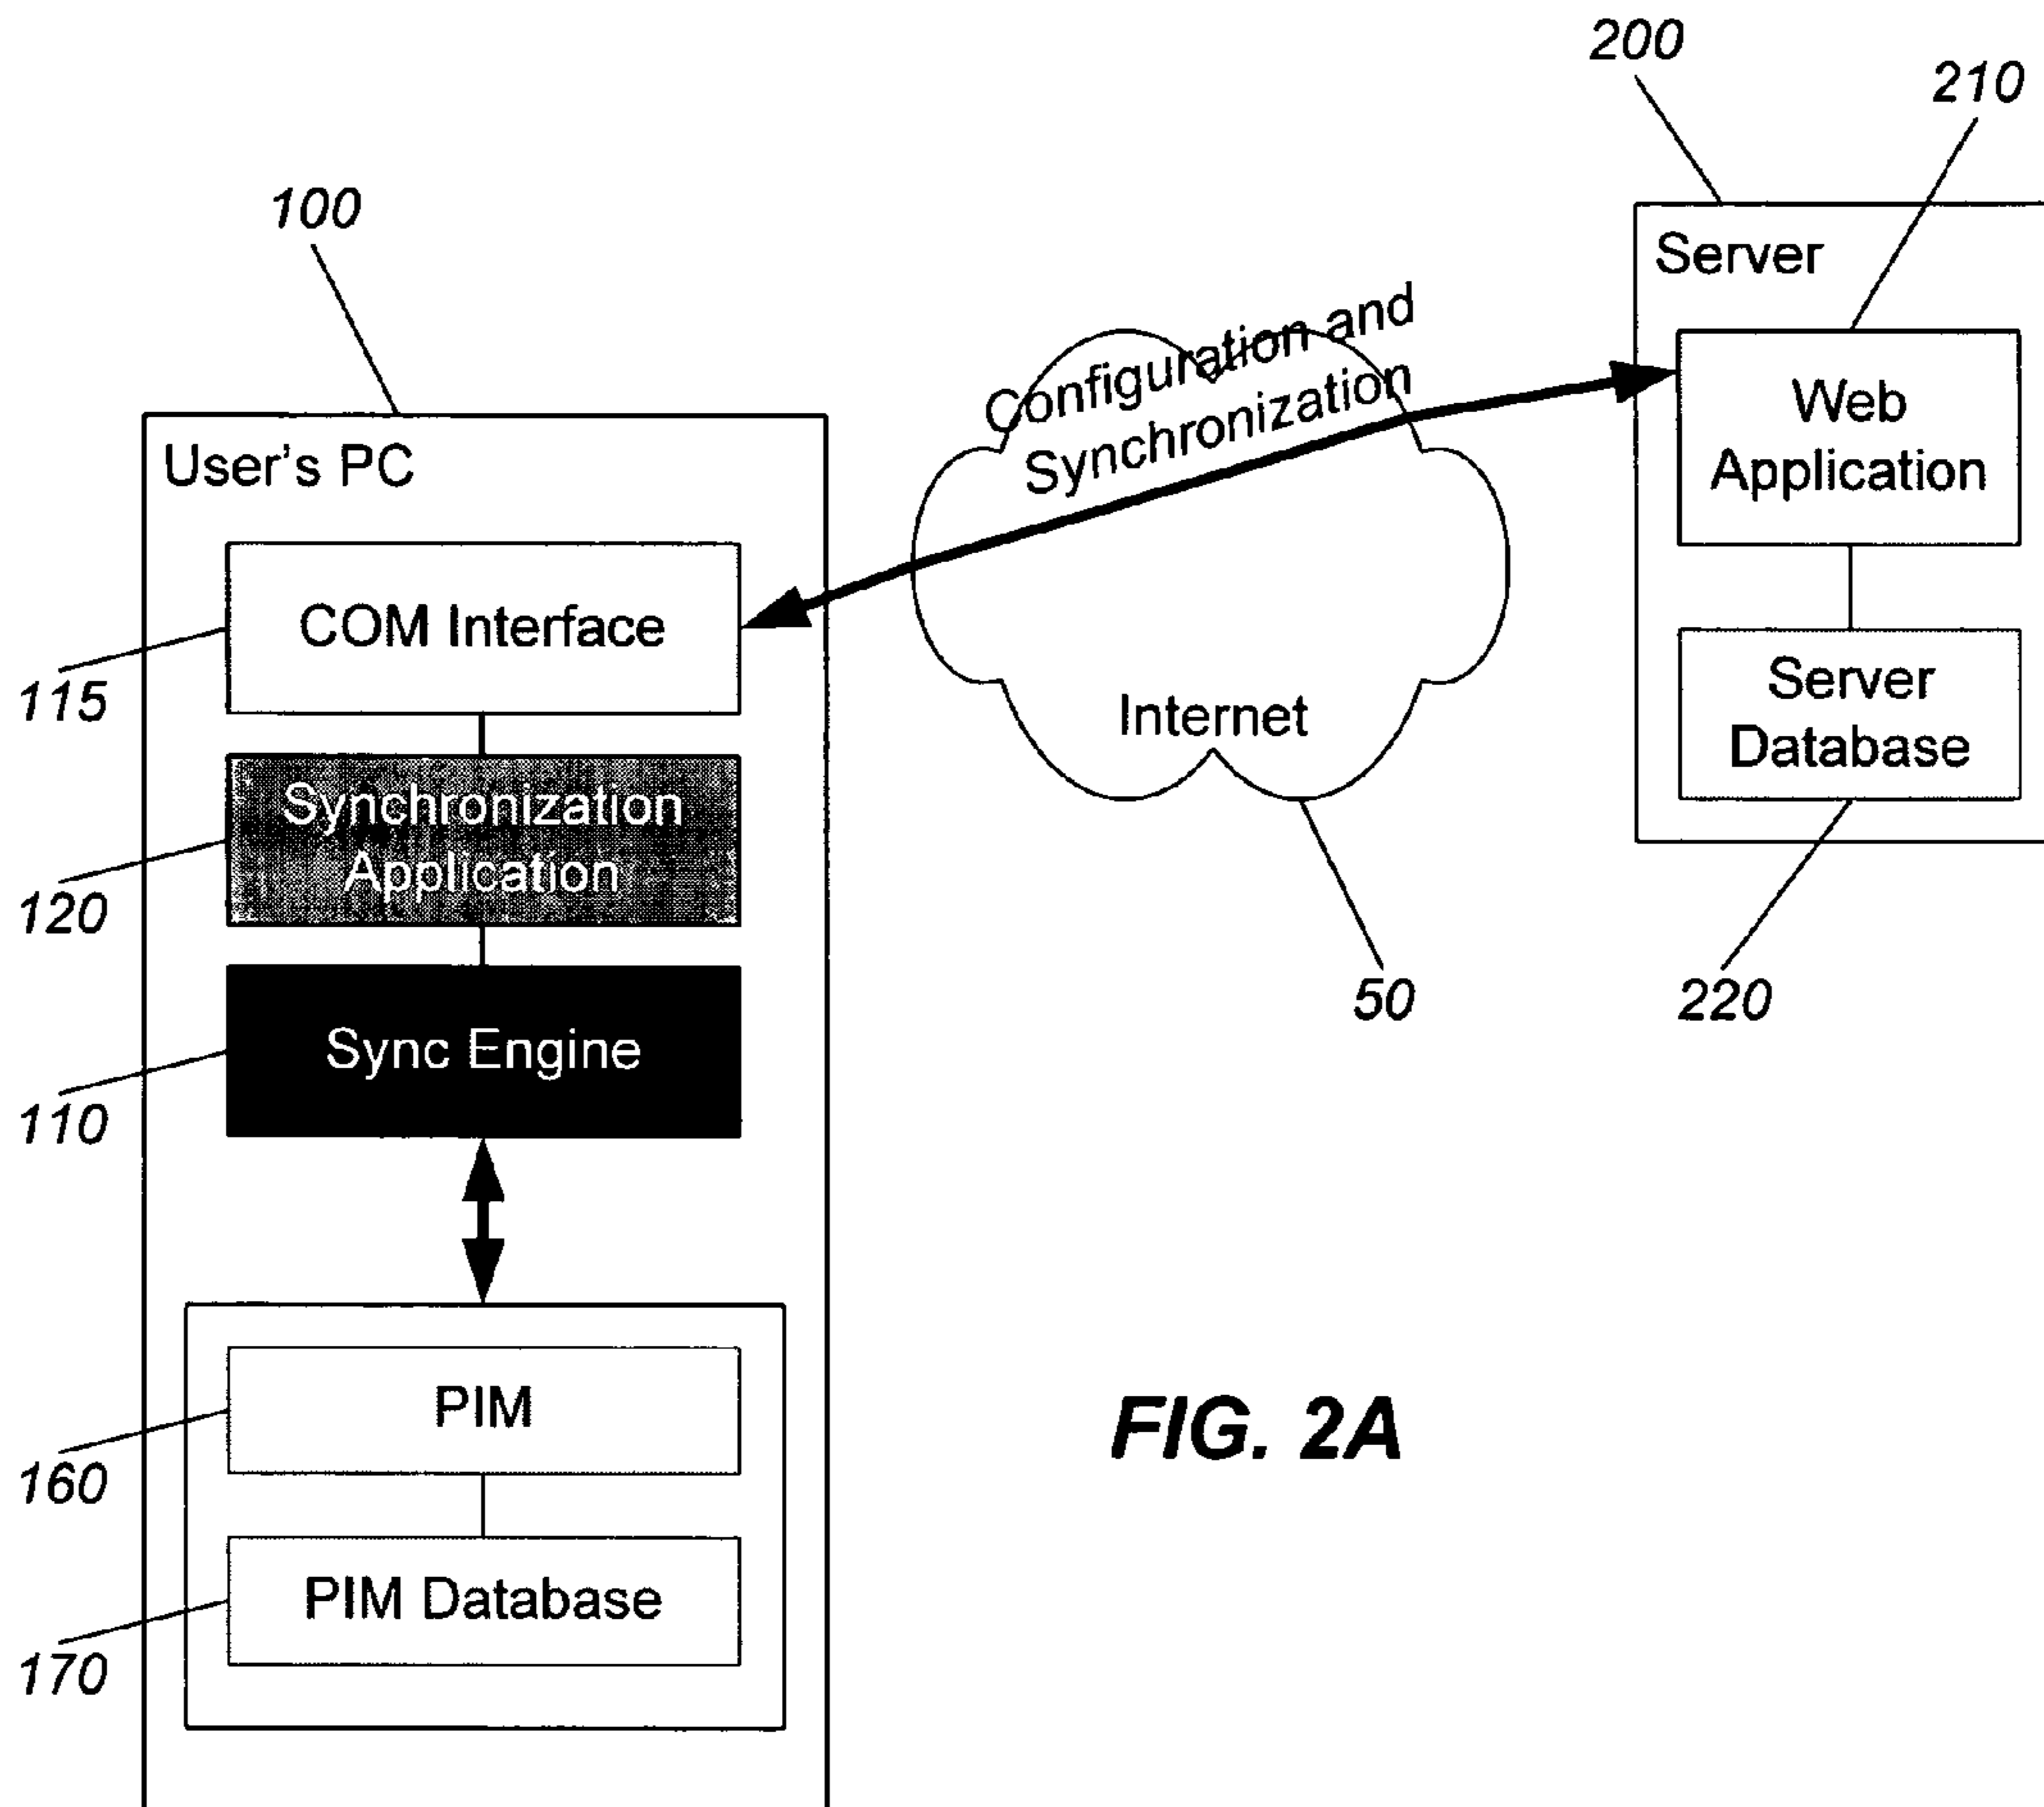 200
210
100
Server
Configuration and
Synchronization
Web
Application
User's PC
COM Interface
115
Server
Database
Internet
Synchronization
Application
120
50
220
Sync Engine
110
PIM
160
FIG. 2A
PIM Database
170